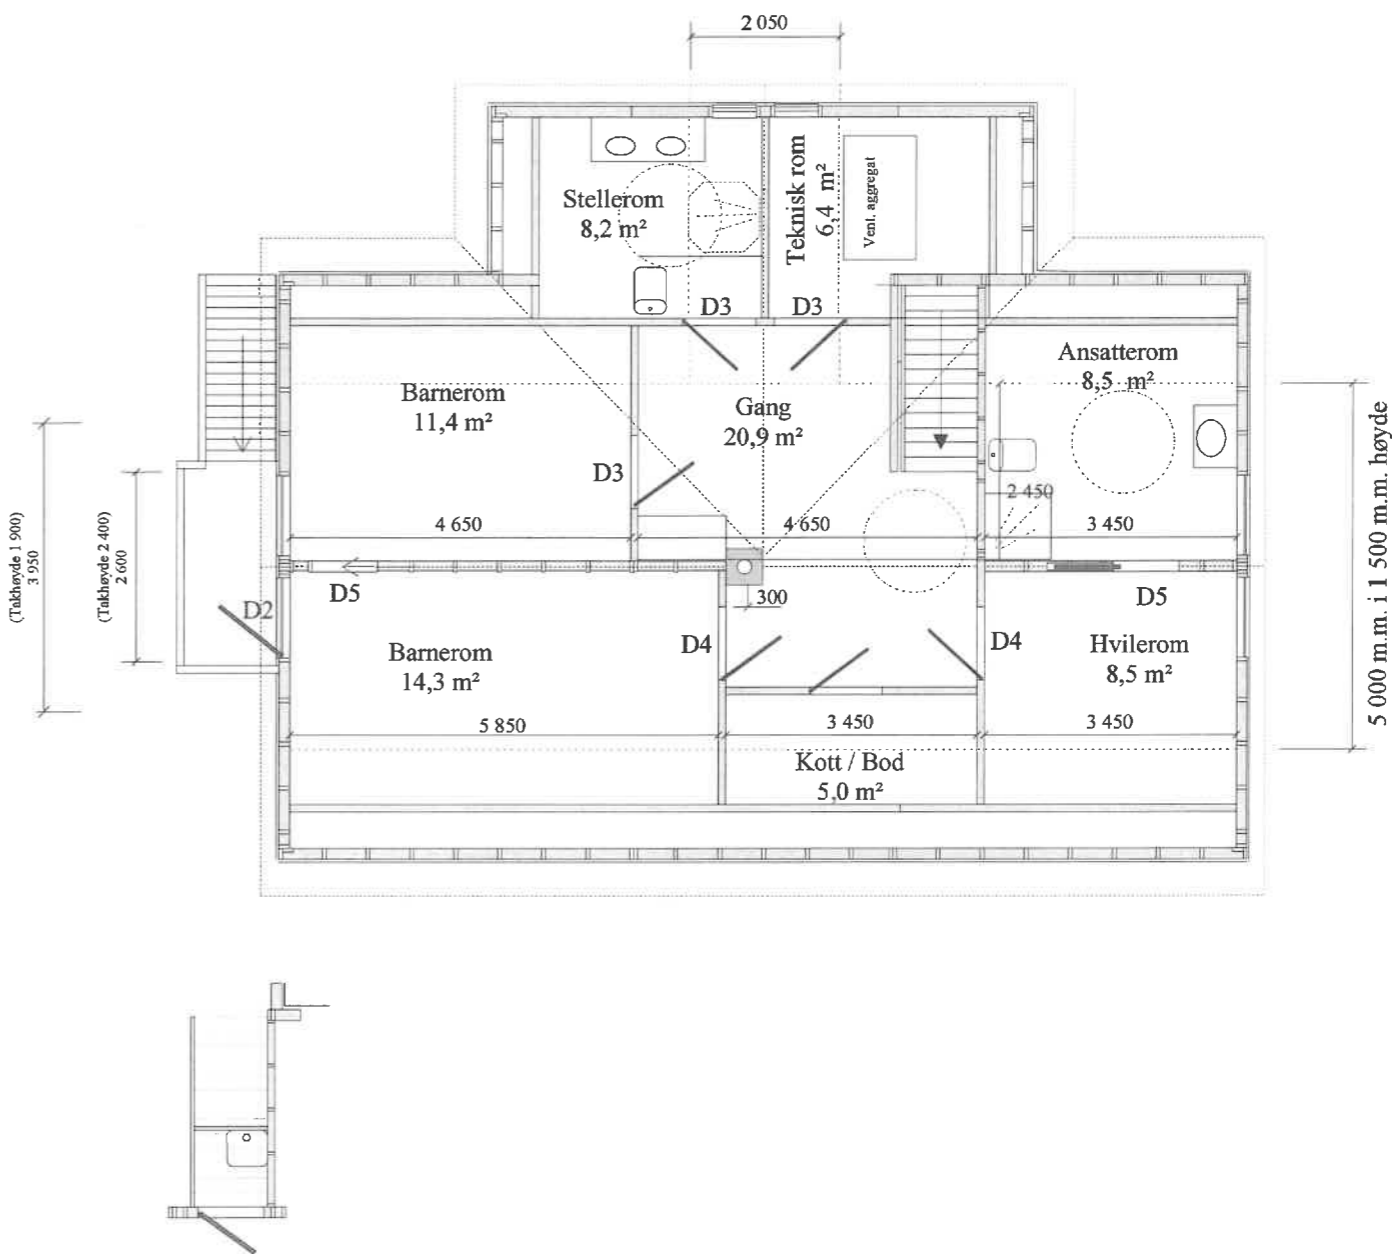 2 050
Stellerom
8,2 m²
Teknisk rom
6,4 m²
Venl. aggregat
D3
D3
Barnerom
11,4 m²
Gang
20,9 m²
Ansatterom
8,5 m²
D3
2 450
4 650
4 650
3 450
(Takhøyde 1 900)
3 950
(Takhøyde 2 400)
2 600
5 000 m.m. i 1 500 m.m. høyde
D2
D5
300
D5
Barnerom
14,3 m²
D4
D4
Hvilerom
8,5 m²
5 850
3 450
3 450
Kott / Bod
5,0 m²